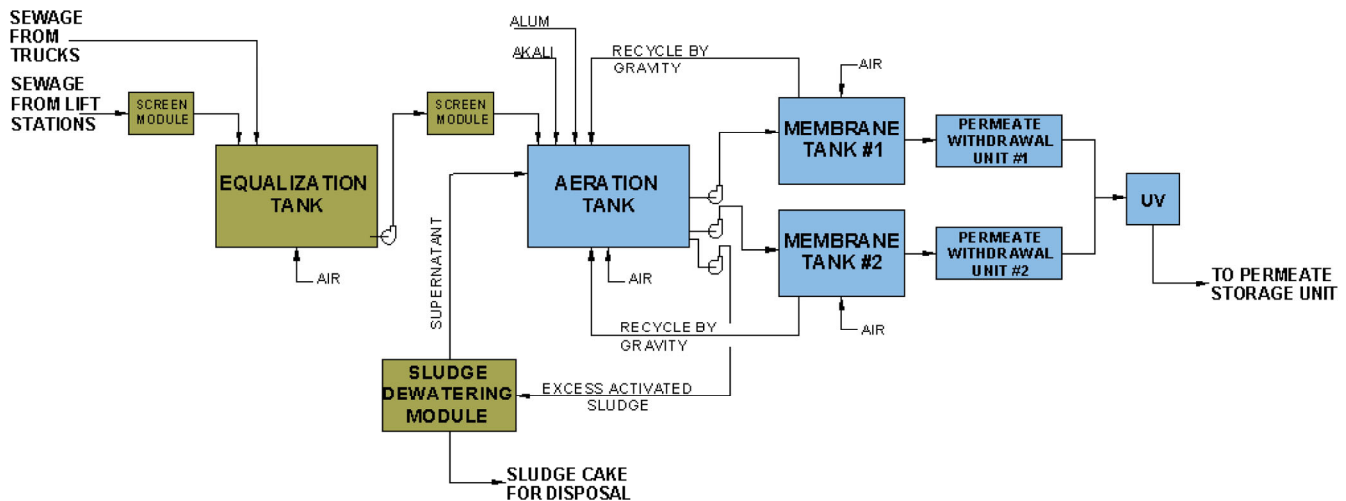 SEWAGE
FROM
TRUCKS
SEWAGE
FROM LIFT
STATIONS
SCREEN
MODULE
EQUALIZATION
TANK
AIR
SCREEN
MODULE
ALUM
AKALI
RECYCLE BY
GRAVITY
AERATION
TANK
AIR
SUPERNATANT
RECYCLE BY
GRAVITY
AIR
MEMBRANE
TANK #1
PERMEATE
WITHDRAWAL
UNIT #1
MEMBRANE
TANK #2
AIR
PERMEATE
WITHDRAWAL
UNIT #2
UV
TO PERMEATE
STORAGE UNIT
SLUDGE
DEWATERING
MODULE
EXCESS ACTIVATED
SLUDGE
SLUDGE CAKE
FOR DISPOSAL